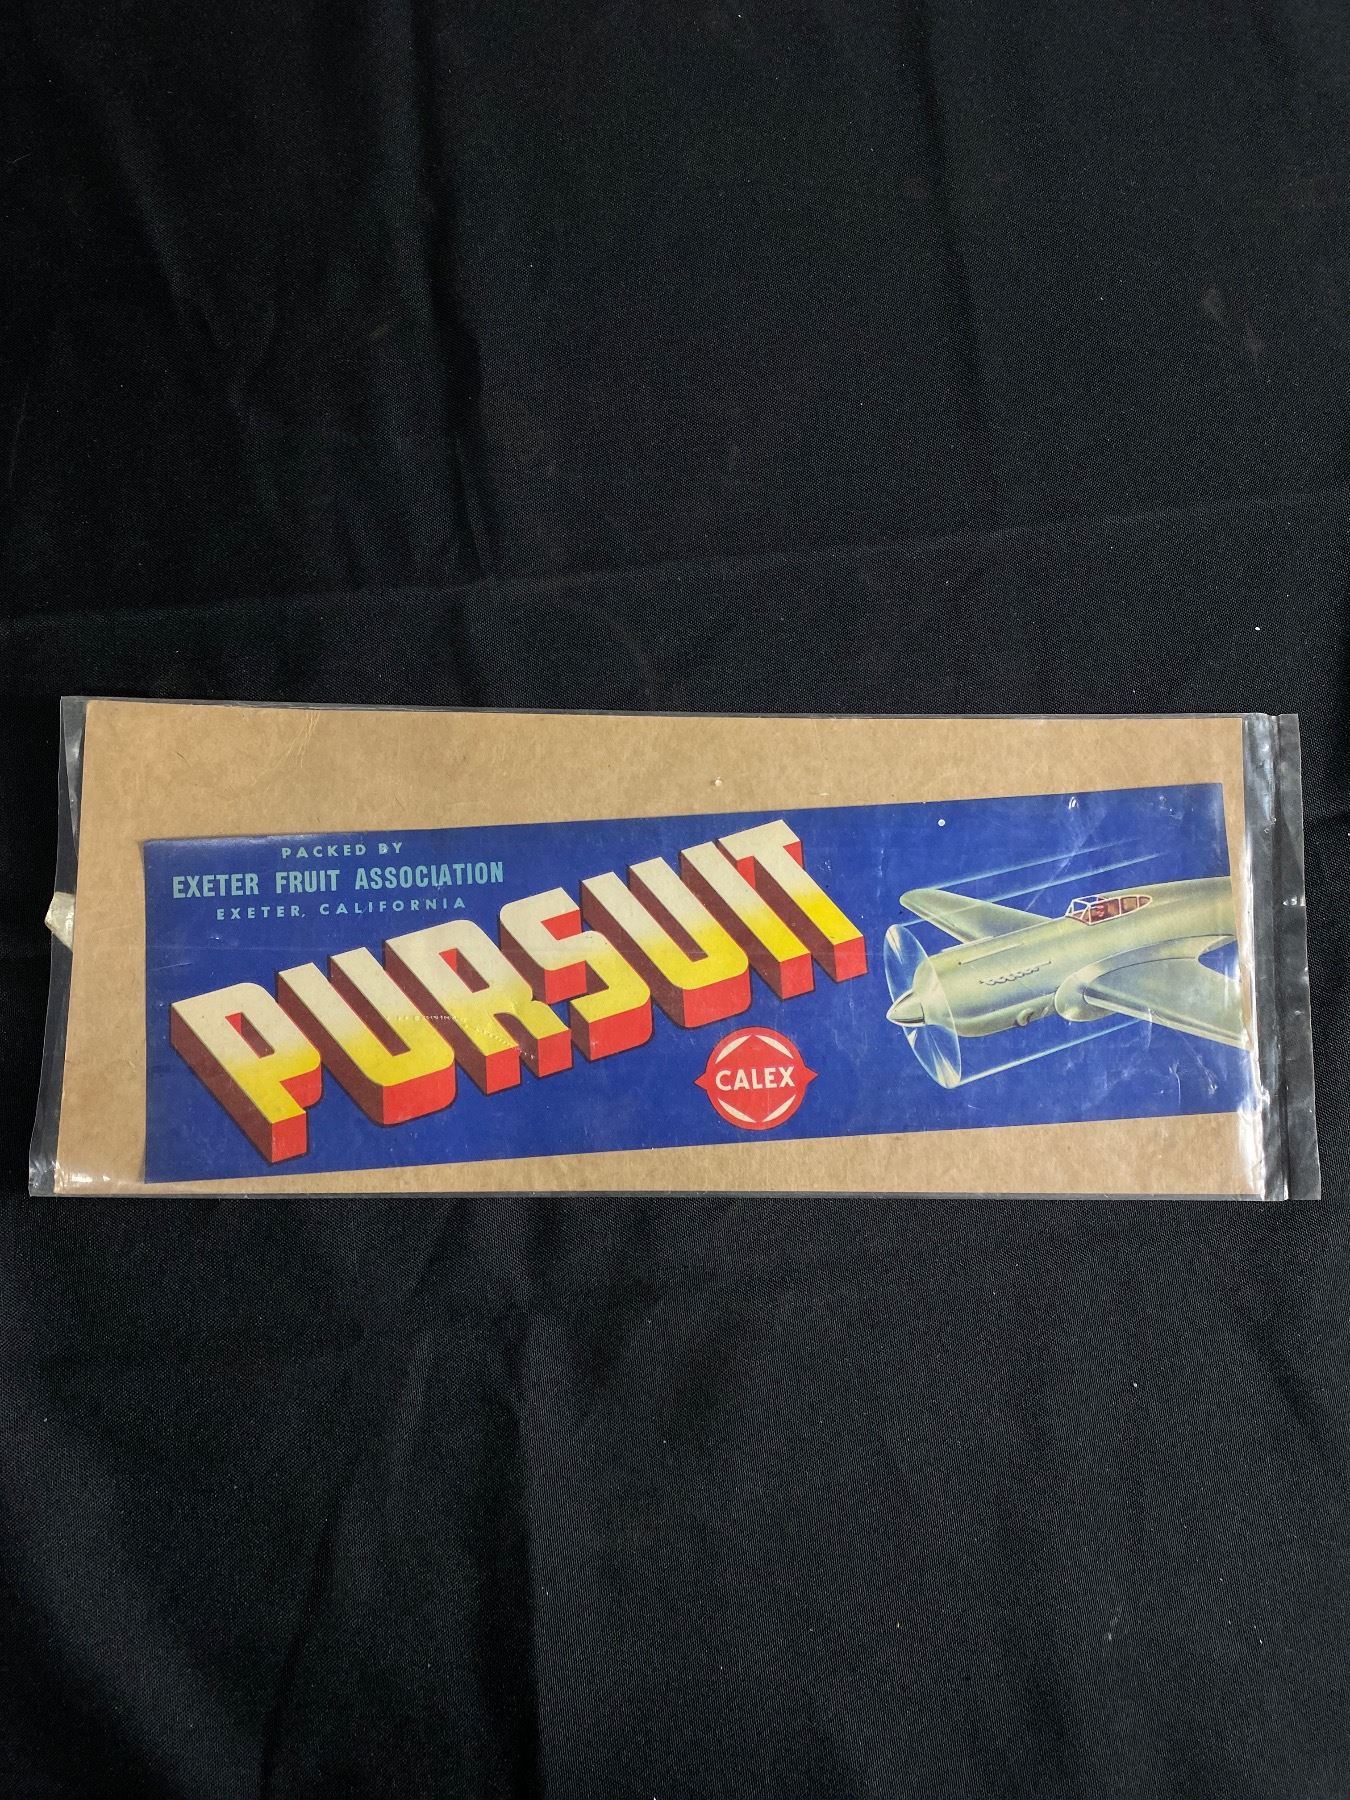 PACKED BY
EXETER FRUIT ASSOCIATION
EXETER, CALIFORNIA
PURSUIT
CALEX